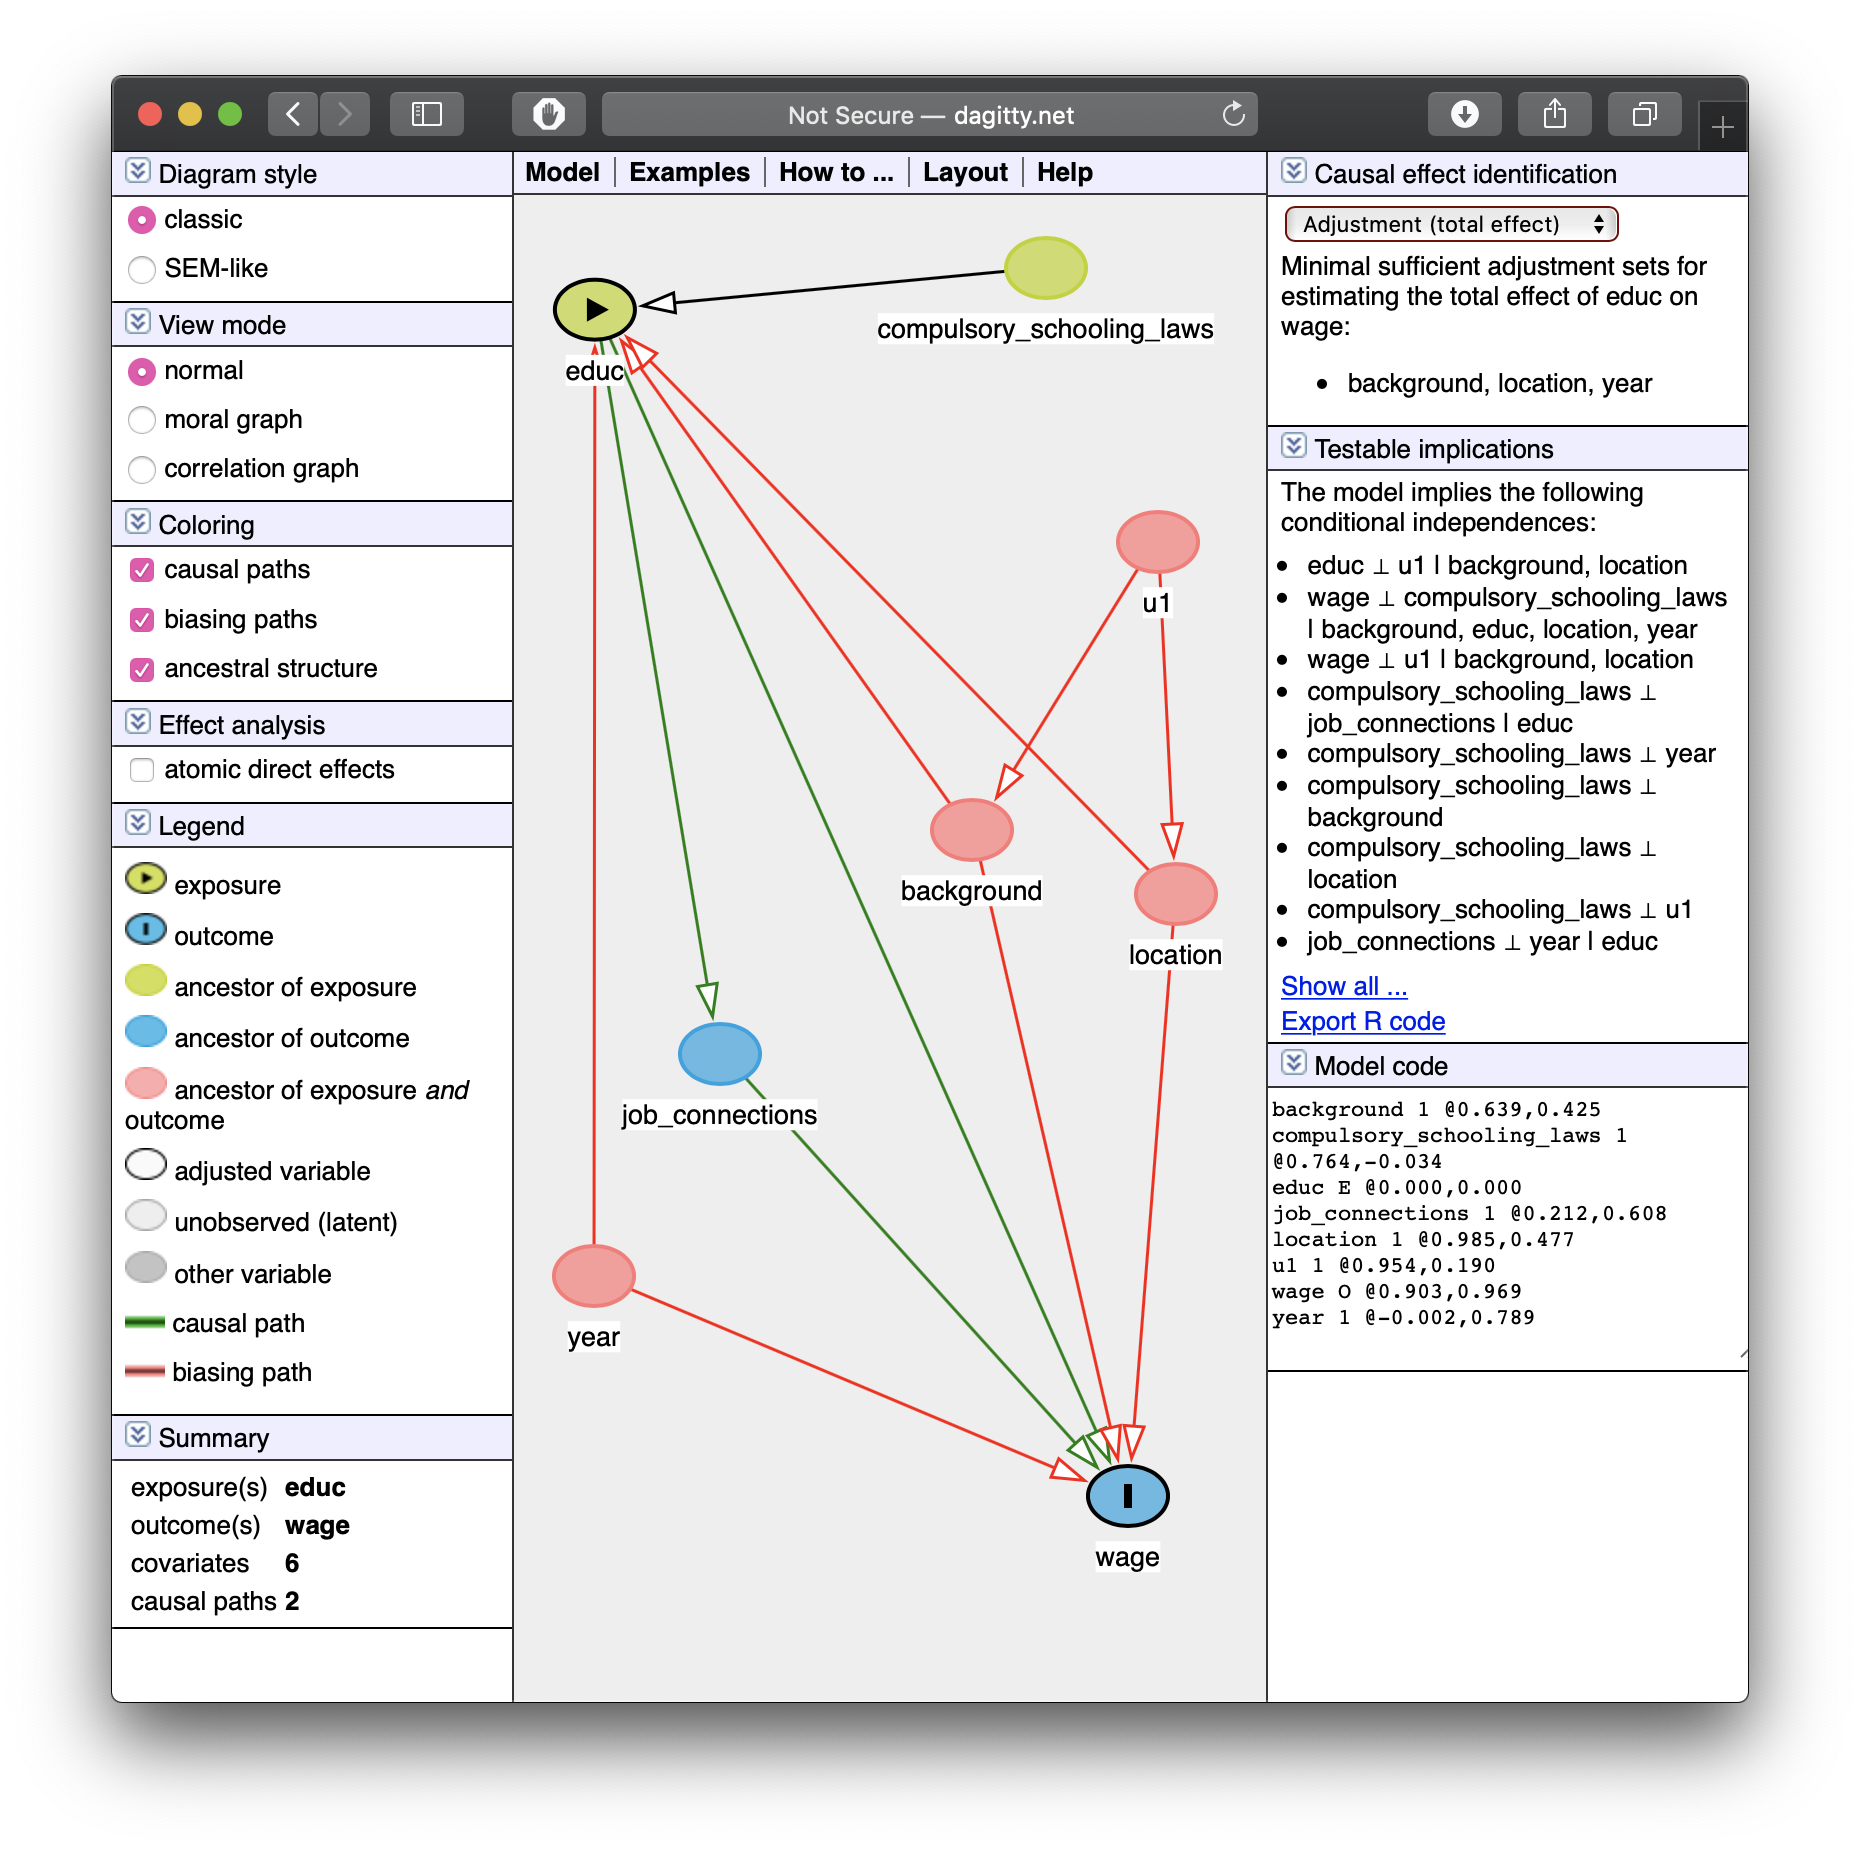 Not Secure — dagitty.net
Diagram style
classic
SEM-like
View mode
normal
moral graph
correlation graph
Coloring
causal paths
biasing paths
ancestral structure
Effect analysis
atomic direct effects
Legend
exposure
outcome
ancestor of exposure
ancestor of outcome
ancestor of exposure and
outcome
adjusted variable
unobserved (latent)
other variable
causal path
biasing path
Summary
exposure(s) educ
outcome(s) wage
covariates 6
causal paths 2
Model | Examples | How to ... | Layout | Help
compulsory_schooling_laws
educ
u1
background
location
job_connections
year
wage
Causal effect identification
Adjustment (total effect)
Minimal sufficient adjustment sets for
estimating the total effect of educ on
wage:
• background, location, year
Testable implications
The model implies the following
conditional independences:
• educ ⊥ u1 | background, location
• wage ⊥ compulsory_schooling_laws
| background, educ, location, year
• wage ⊥ u1 | background, location
• compulsory_schooling_laws ⊥
job_connections | educ
• compulsory_schooling_laws ⊥ year
• compulsory_schooling_laws ⊥
background
• compulsory_schooling_laws ⊥
location
• compulsory_schooling_laws ⊥ u1
• job_connections ⊥ year | educ
Show all ...
Export R code
Model code
background 1 @0.639,0.425
compulsory_schooling_laws 1
@0.764,-0.034
educ E @0.000,0.000
job_connections 1 @0.212,0.608
location 1 @0.985,0.477
u1 1 @0.954,0.190
wage O @0.903,0.969
year 1 @-0.002,0.789